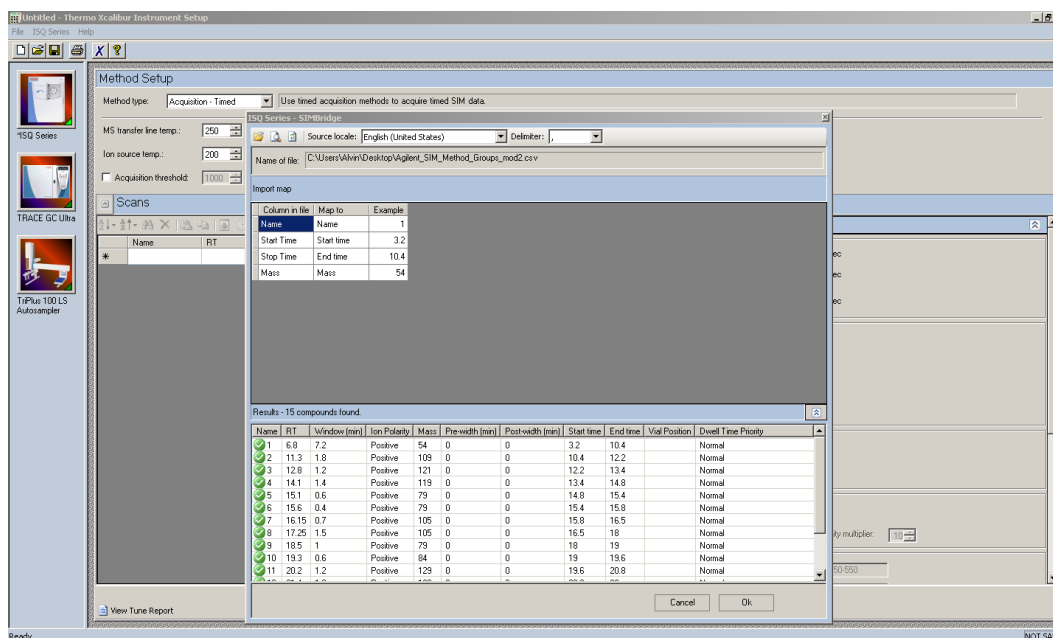 Untitled - Thermo Xcalibur Instrument Setup
File ISQ Series Help
Method Setup
Method type: Acquisition - Timed Use timed acquisition methods to acquire timed SIM data.
MS transfer line temp.: 250
Ion source temp.: 200
Acquisition threshold: 1000
Scans
Name RT
*ISQ Series
TRACE GC Ultra
TriPlus 100 LS
Autosampler
ISQ Series - SIMBridge
Source locale: English (United States) Delimiter: ,
Name of file: C:\Users\Alvin\Desktop\Agilent_SIM_Method_Groups_mod2.csv
Import map
Column in file Map to Example
Name Name 1
Start Time Start time 3.2
Stop Time End time 10.4
Mass Mass 54
Results - 15 compounds found.
Name RT Window (min) Ion Polarity Mass Pre-width (min) Post-width (min) Start time End time Vial Position Dwell Time Priority
1 6.8 7.2 Positive 54 0 0 3.2 10.4 Normal
2 11.3 1.8 Positive 109 0 0 10.4 12.2 Normal
3 12.8 1.2 Positive 121 0 0 12.2 13.4 Normal
4 14.1 1.4 Positive 119 0 0 13.4 14.8 Normal
5 15.1 0.6 Positive 79 0 0 14.8 15.4 Normal
6 15.6 0.4 Positive 79 0 0 15.4 15.8 Normal
7 16.15 0.7 Positive 105 0 0 15.8 16.5 Normal
8 17.25 1.5 Positive 105 0 0 16.5 18 Normal
9 18.5 1 Positive 79 0 0 18 19 Normal
10 19.3 0.6 Positive 84 0 0 19 19.6 Normal
11 20.2 1.2 Positive 129 0 0 19.6 20.8 Normal
Cancel Ok
ec
ec
ec
ity multiplier: 10
50-550
View Tune Report
Ready
NOT SA